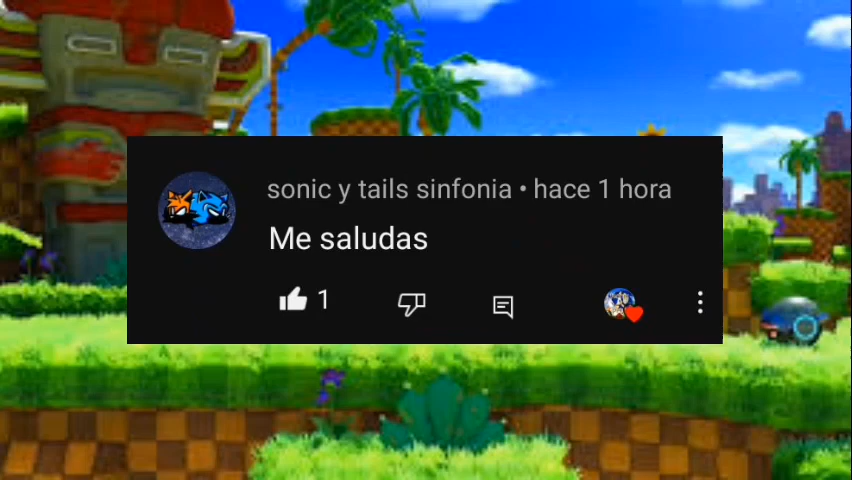 sonic y tails sinfonia • hace 1 hora
Me saludas
1